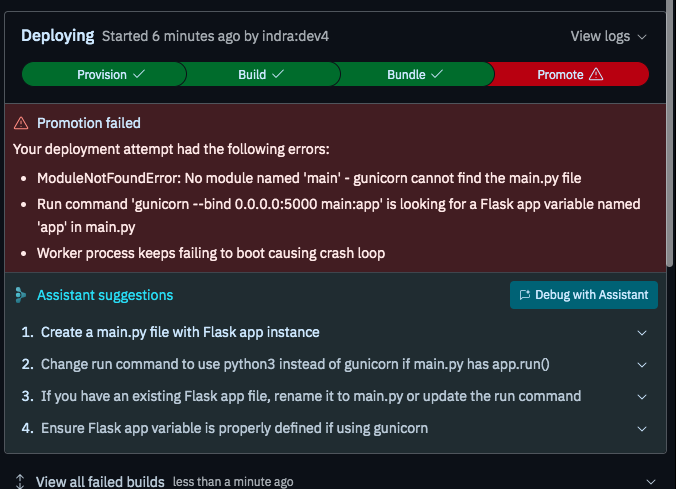 Deploying Started 6 minutes ago by indra:dev4 View logs
Provision Build Bundle Promote
Promotion failed
Your deployment attempt had the following errors:
• ModuleNotFoundError: No module named 'main' - gunicorn cannot find the main.py file
• Run command 'gunicorn --bind 0.0.0.0:5000 main:app' is looking for a Flask app variable named
'app' in main.py
• Worker process keeps failing to boot causing crash loop
Assistant suggestions Debug with Assistant
1. Create a main.py file with Flask app instance
2. Change run command to use python3 instead of gunicorn if main.py has app.run()
3. If you have an existing Flask app file, rename it to main.py or update the run command
4. Ensure Flask app variable is properly defined if using gunicorn
View all failed builds less than a minute ago